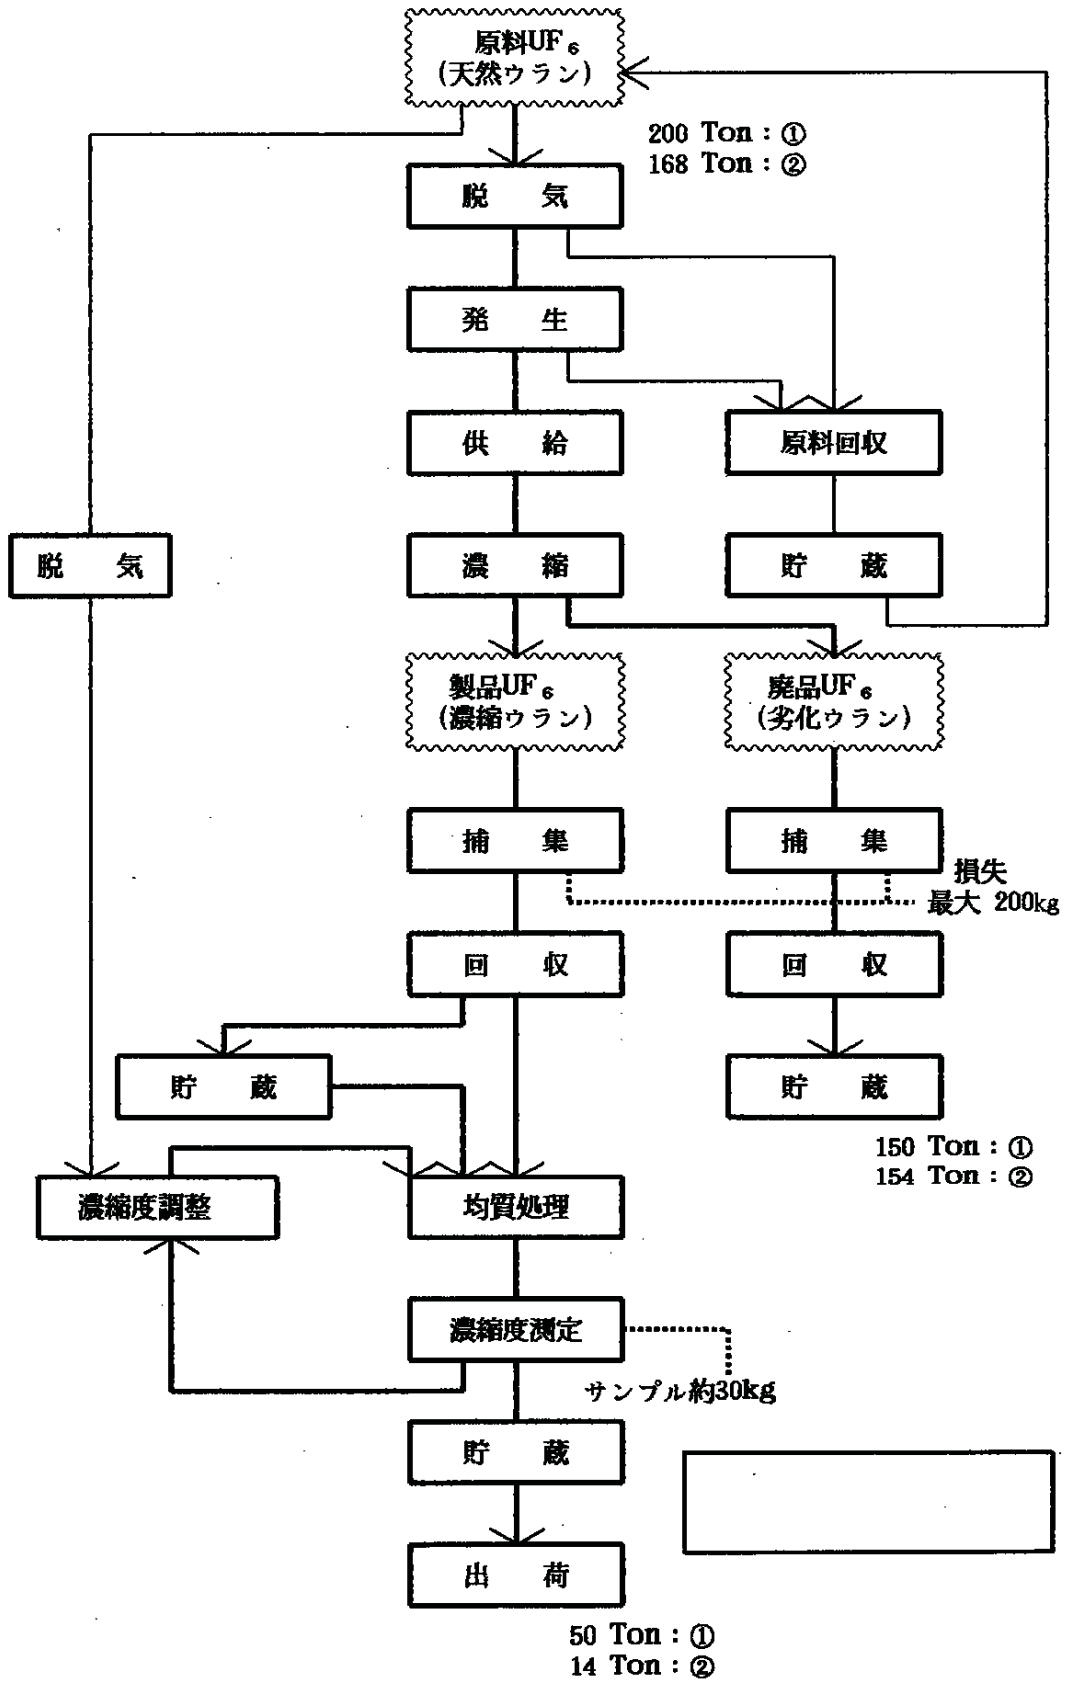 原料UF₆
(天然ウラン)
200 Ton : ①
168 Ton : ②
脱 気
発 生
供 給
原料回収
脱 気
濃 縮
貯 蔵
製品UF₆
(濃縮ウラン)
廃品UF₆
(劣化ウラン)
捕 集
捕 集
損失
最大 200kg
回 収
回 収
貯 蔵
貯 蔵
150 Ton : ①
154 Ton : ②
濃縮度調整
均質処理
濃縮度測定
サンプル約30kg
貯 蔵
出 荷
50 Ton : ①
14 Ton : ②